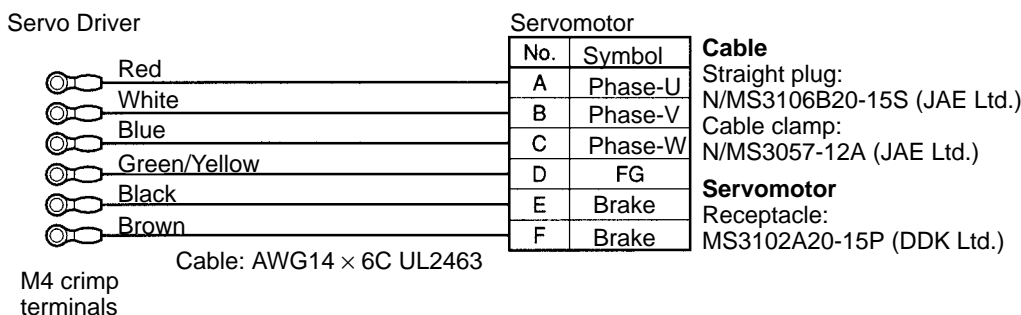 Servo Driver
Servomotor
No. Symbol
Red
A Phase-U
White
B Phase-V
Blue
C Phase-W
Green/Yellow
D FG
Black
E Brake
Brown
F Brake
Cable: AWG14 × 6C UL2463
M4 crimp
terminals
Cable
Straight plug:
N/MS3106B20-15S (JAE Ltd.)
Cable clamp:
N/MS3057-12A (JAE Ltd.)
Servomotor
Receptacle:
MS3102A20-15P (DDK Ltd.)